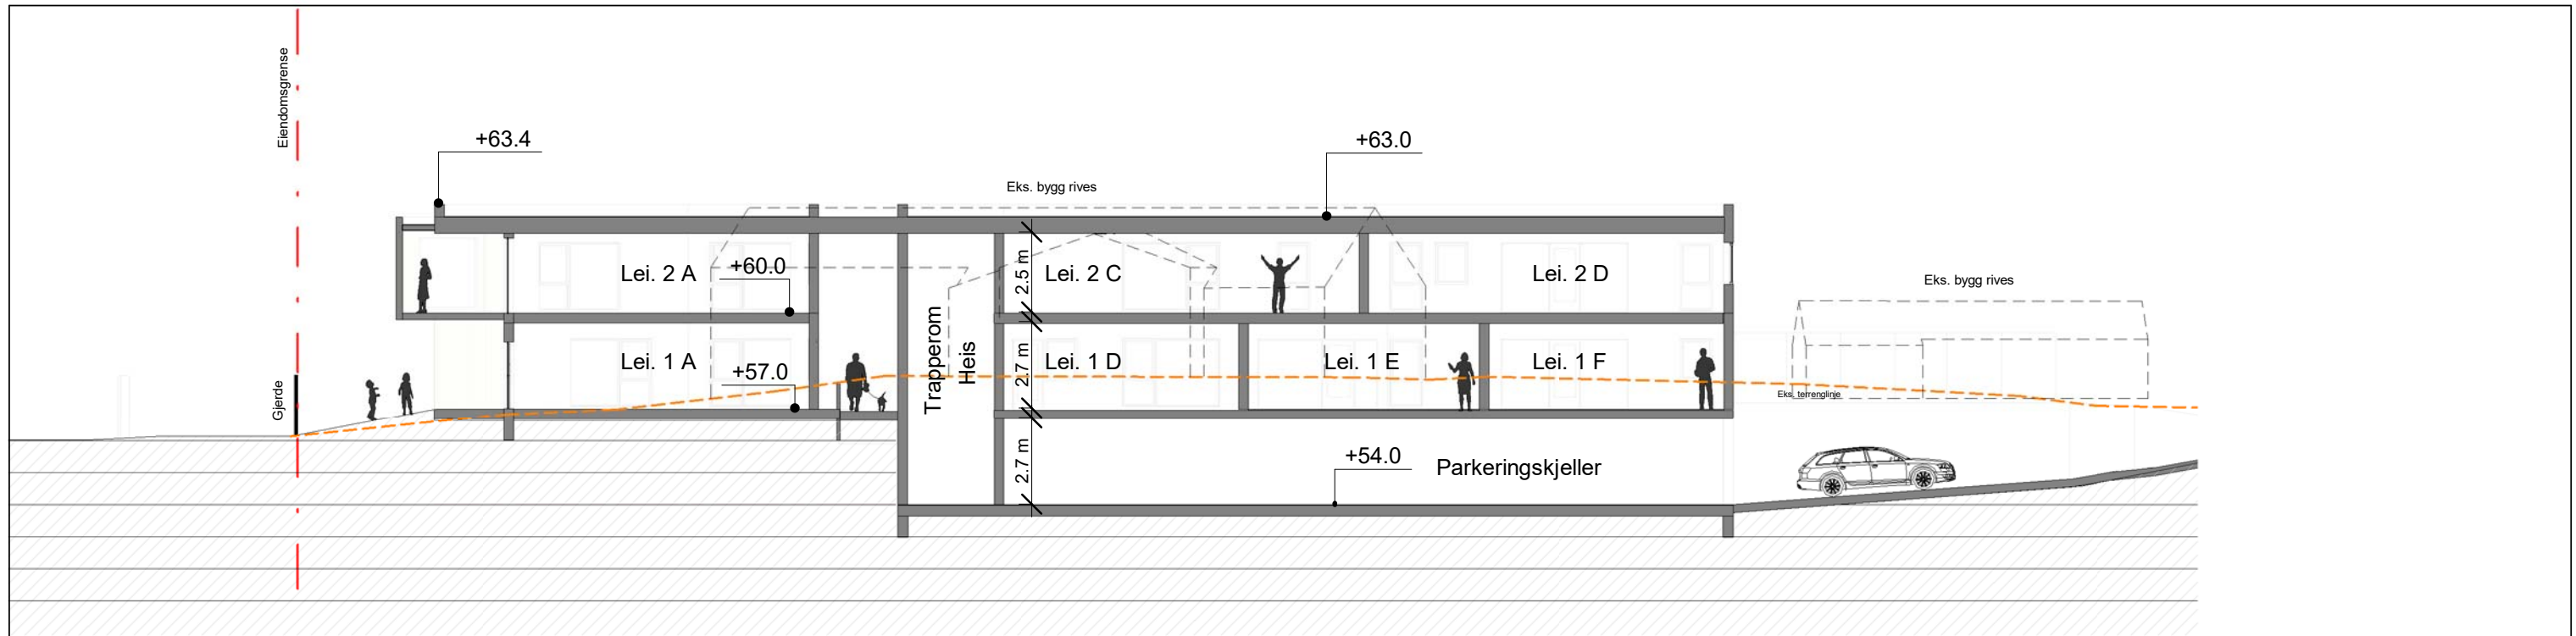 Eiendomsgrense
+63.4
+63.0
Eks. bygg rives
Lei. 2 A
+60.0
2.5 m
Lei. 2 C
Lei. 2 D
Eks. bygg rives
Trapperom
Heis
Lei. 1 A
+57.0
2.7 m
Lei. 1 D
Lei. 1 E
Lei. 1 F
Gjerde
Eks. terrenglinje
2.7 m
+54.0
Parkeringskjeller